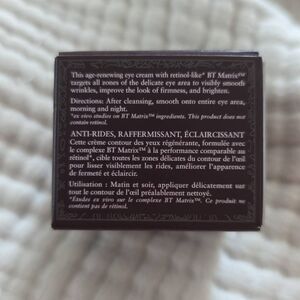 This age-renewing eye cream with retinol-like* BT Matrix™
targets all zones of the delicate eye area to visibly smooth
wrinkles, improve the look of firmness, and brighten.
Directions: After cleansing, smooth onto entire eye area,
morning and night.
*ex vivo studies on BT Matrix™ ingredients. This product does not
contain retinol.
ANTI-RIDES, RAFFERMISSANT, ÉCLAIRCISSANT
Cette crème contour des yeux régénérante, formulée avec
le complexe BT Matrix™ à la performance comparable au
rétinol*, cible toutes les zones délicates du contour de l'œil
pour lisser visiblement les rides, améliorer l'apparence
de fermeté et éclaircir.
Utilisation : Matin et soir, appliquer délicatement sur
tout le contour de l'œil préalablement nettoyé.
*Études ex vivo sur le complexe BT Matrix™. Ce produit ne
contient pas de rétinol.